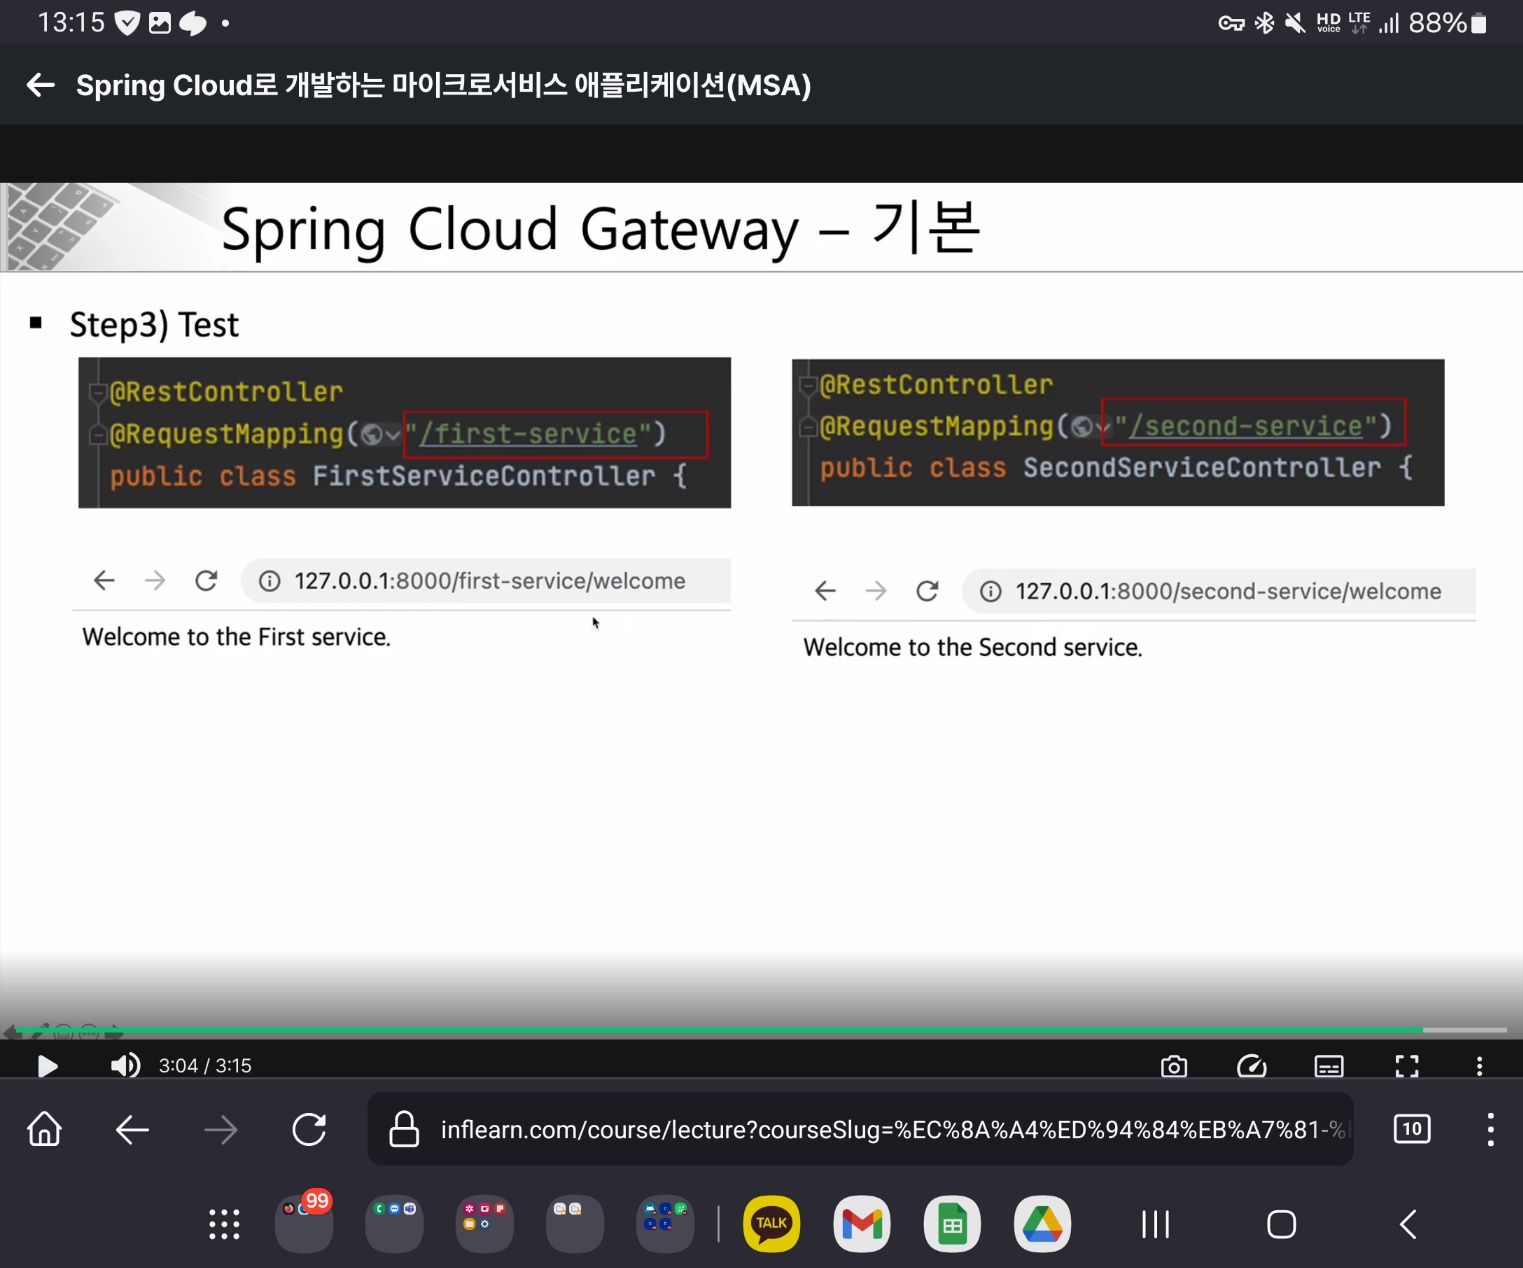 13:15
HD voice LTE 88%
Spring Cloud로 개발하는 마이크로서비스 애플리케이션(MSA)
Spring Cloud Gateway – 기본
▪ Step3) Test
@RestController
@RequestMapping("/first-service")
public class FirstServiceController {
@RestController
@RequestMapping("/second-service")
public class SecondServiceController {
127.0.0.1:8000/first-service/welcome
Welcome to the First service.
127.0.0.1:8000/second-service/welcome
Welcome to the Second service.
3:04 / 3:15
inflearn.com/course/lecture?courseSlug=%EC%8A%A4%ED%94%84%EB%A7%81-%
10
99
TALK